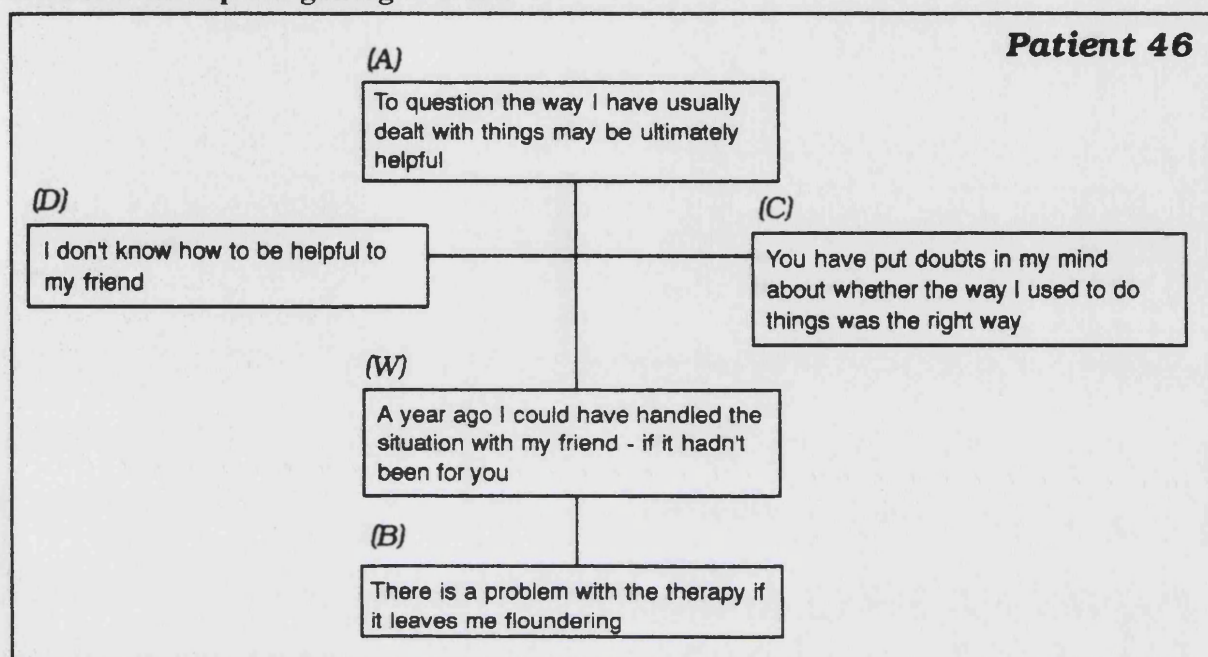 Patient 46
(A)
To question the way I have usually
dealt with things may be ultimately
helpful
(D)
I don't know how to be helpful to
my friend
(C)
You have put doubts in my mind
about whether the way I used to do
things was the right way
(W)
A year ago I could have handled the
situation with my friend - if it hadn't
been for you
(B)
There is a problem with the therapy if
it leaves me floundering